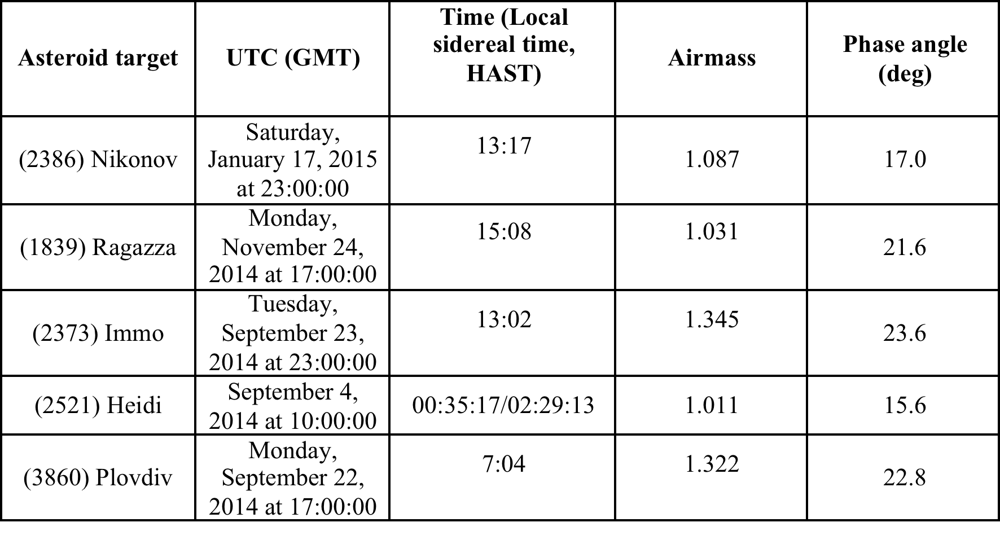 Asteroid target
UTC (GMT)
Time (Local
sidereal time,
HAST)
Airmass
Phase angle
(deg)
(2386) Nikonov
Saturday,
January 17, 2015
at 23:00:00
13:17
1.087
17.0
(1839) Ragazza
Monday,
November 24,
2014 at 17:00:00
15:08
1.031
21.6
(2373) Immo
Tuesday,
September 23,
2014 at 23:00:00
13:02
1.345
23.6
(2521) Heidi
September 4,
2014 at 10:00:00
00:35:17/02:29:13
1.011
15.6
(3860) Plovdiv
Monday,
September 22,
2014 at 17:00:00
7:04
1.322
22.8